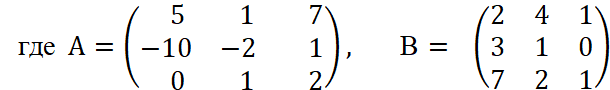 где A = (5 1 7 −10 −2 1 0 1 2), B = (2 4 1 3 1 0 7 2 1)